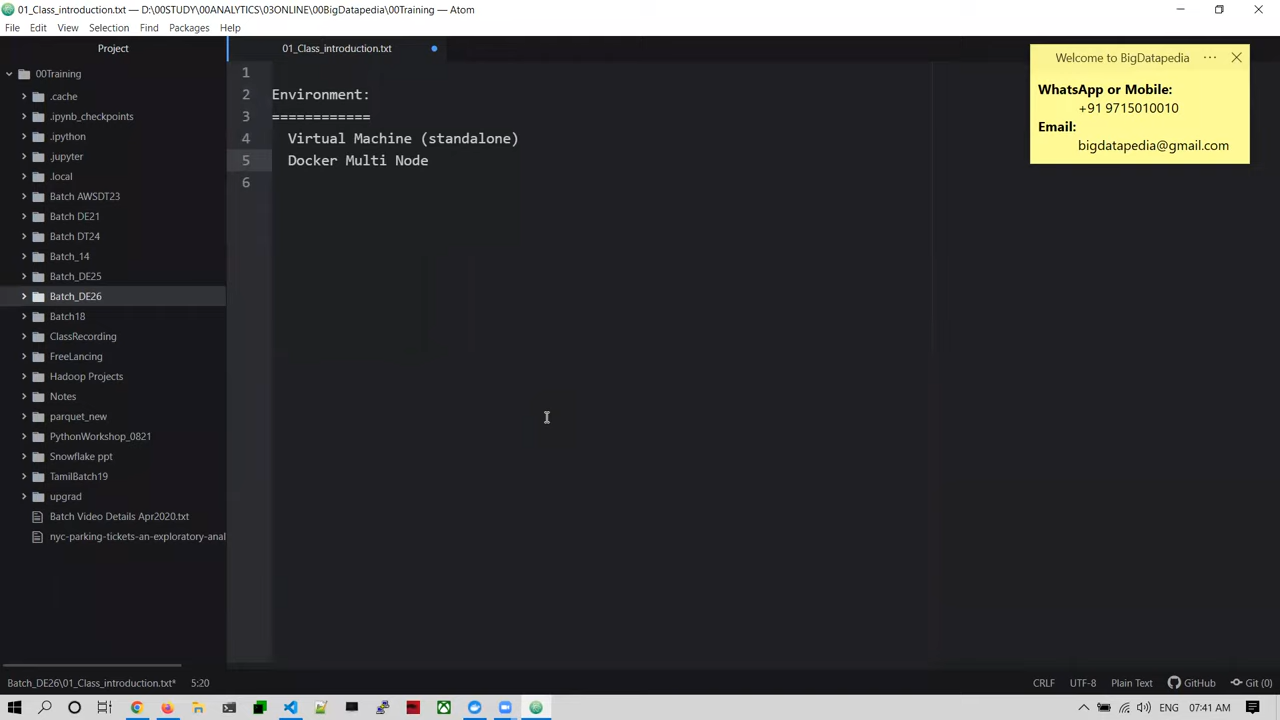 01_Class_introduction.txt — D:\00STUDY\00ANALYTICS\03ONLINE\00BigDatapedia\00Training — Atom
File Edit View Selection Find Packages Help
Project
00Training
.cache
.ipynb_checkpoints
.ipython
.jupyter
.local
Batch AWSDT23
Batch DE21
Batch DT24
Batch_14
Batch_DE25
Batch_DE26
Batch18
ClassRecording
FreeLancing
Hadoop Projects
Notes
parquet_new
PythonWorkshop_0821
Snowflake ppt
TamilBatch19
upgrad
Batch Video Details Apr2020.txt
nyc-parking-tickets-an-exploratory-anal
01_Class_introduction.txt
1
2 Environment:
3 ============
4 Virtual Machine (standalone)
5 Docker Multi Node
6
Welcome to BigDatapedia ···
WhatsApp or Mobile:
+91 9715010010
Email:
bigdatapedia@gmail.com
Batch_DE26\01_Class_introduction.txt* 5:20
CRLF UTF-8 Plain Text GitHub Git (0)
ENG 07:41 AM